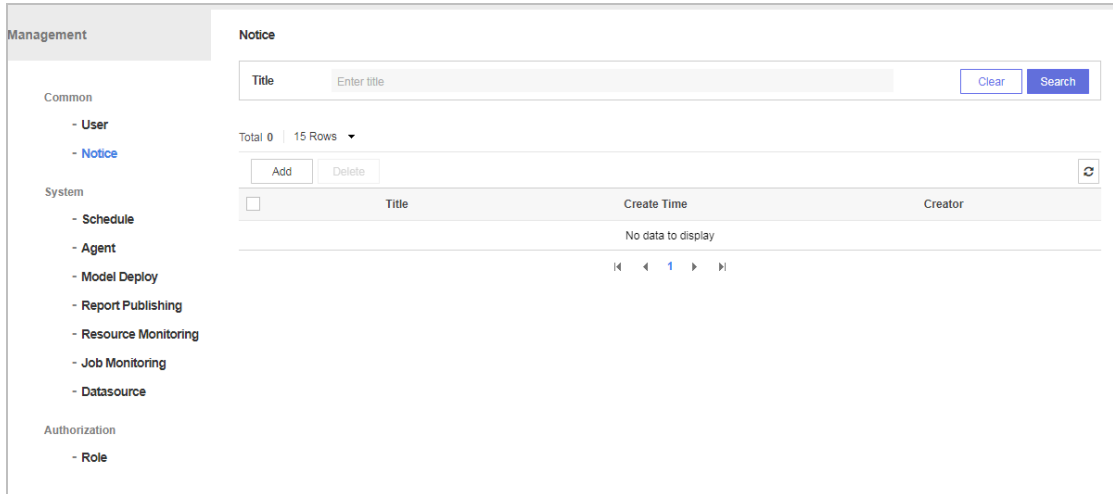 Management
Common
- User
- Notice
System
- Schedule
- Agent
- Model Deploy
- Report Publishing
- Resource Monitoring
- Job Monitoring
- Datasource
Authorization
- Role
Notice
Title Enter title Clear Search
Total 0 | 15 Rows
Add Delete
Title Create Time Creator
No data to display
1